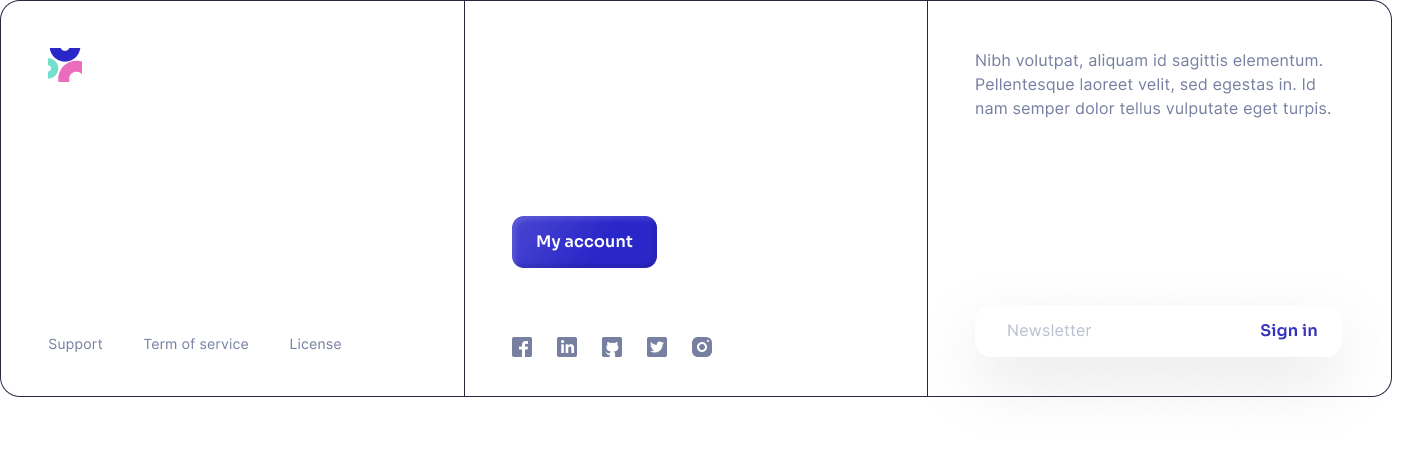 Nibh volutpat, aliquam id sagittis elementum.
Pellentesque laoreet velit, sed egestas in. Id
nam semper dolor tellus vulputate eget turpis.
My account
Newsletter
Sign in
Support
Term of service
License